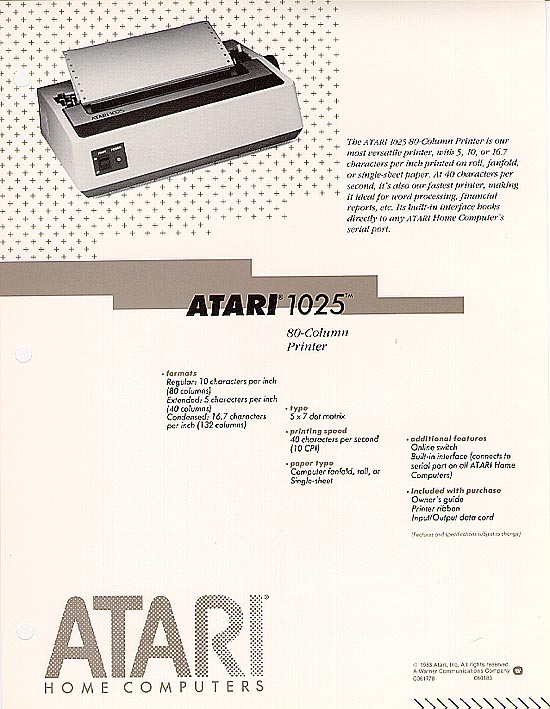 ATARI 1025
The ATARI 1025 80-Column Printer is our
most versatile printer, with 5, 10, or 16.7
characters per inch printed on roll, fanfold,
or single-sheet paper. At 40 characters per
second, it's also our fastest printer, making
it ideal for word processing, financial
reports, etc. Its built-in interface hooks
directly to any ATARI Home Computer's
serial port.
ATARI® 1025™
80-Column
Printer
• formats
Regular: 10 characters per inch
(80 columns)
Extended: 5 characters per inch
(40 columns)
Condensed: 16.7 characters
per inch (132 columns)
• type
5 x 7 dot matrix
• printing speed
40 characters per second
(10 CPI)
• paper type
Computer fanfold, roll, or
Single-sheet
• additional features
Online switch
Built-in interface (connects to
serial port on all ATARI Home
Computers)
• included with purchase
Owner's guide
Printer ribbon
Input/Output data cord
(Features and specifications subject to change)
ATARI®
HOME COMPUTERS
© 1983 Atari, Inc. All rights reserved.
A Warner Communications Company
C061778